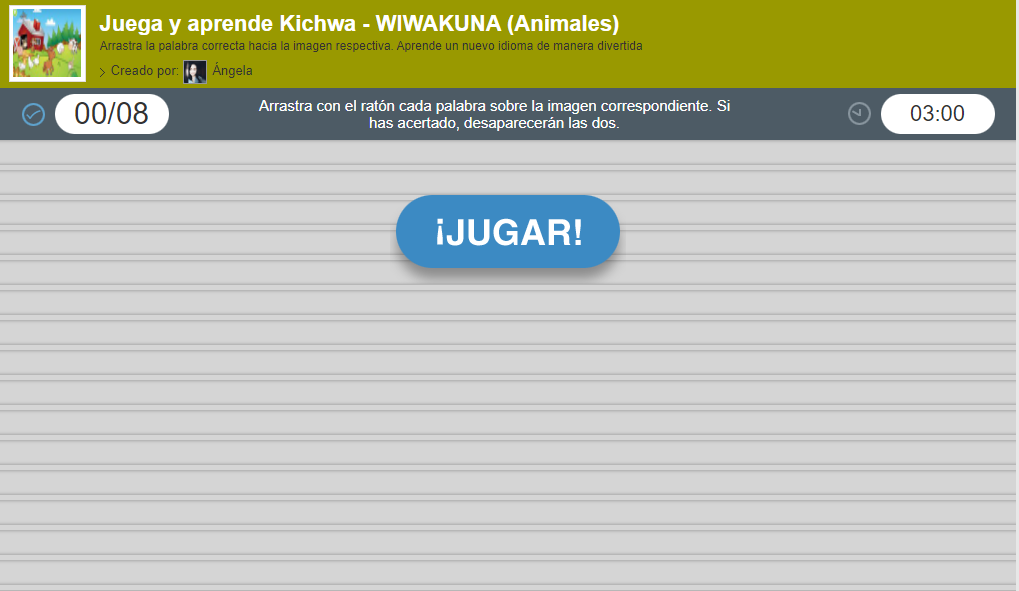 Juega y aprende Kichwa - WIWAKUNA (Animales)
Arrastra la palabra correcta hacia la imagen respectiva. Aprende un nuevo idioma de manera divertida
Creado por: Ángela
00/08
Arrastra con el ratón cada palabra sobre la imagen correspondiente. Si
has acertado, desaparecerán las dos.
03:00
¡JUGAR!